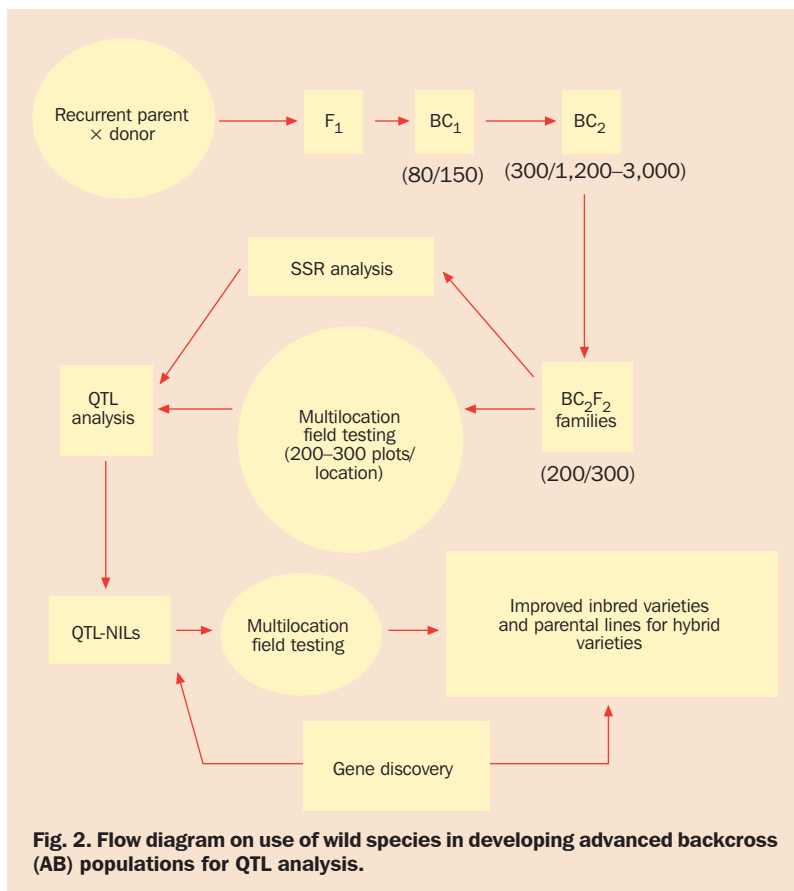 Recurrent parent
× donor
F1
BC1
BC2
(80/150)
(300/1,200–3,000)
SSR analysis
QTL
analysis
Multilocation
field testing
(200–300 plots/
location)
BC2F2
families
(200/300)
QTL-NILs
Multilocation
field testing
Improved inbred varieties
and parental lines for hybrid
varieties
Gene discovery
Fig. 2. Flow diagram on use of wild species in developing advanced backcross
(AB) populations for QTL analysis.